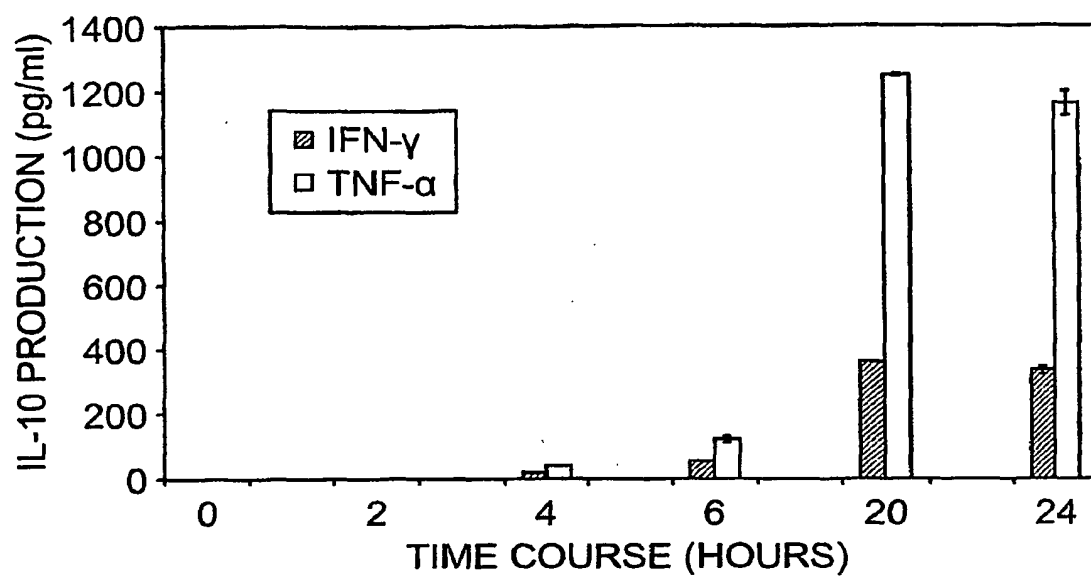 IL-10 PRODUCTION (pg/ml)
1400
1200
1000
800
600
400
200
0
IFN-γ
TNF-α
0 2 4 6 20 24
TIME COURSE (HOURS)